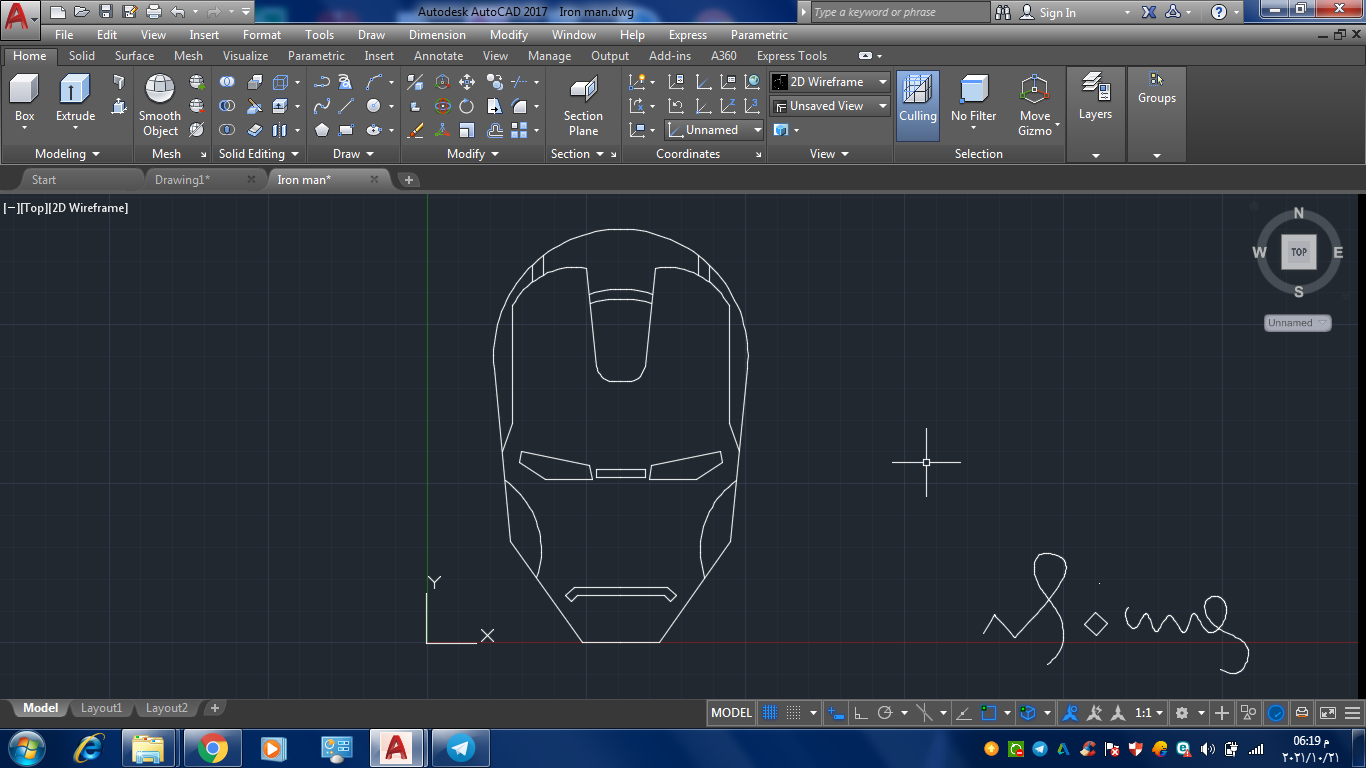 Autodesk AutoCAD 2017 Iron man.dwg
Type a keyword or phrase
Sign In
File Edit View Insert Format Tools Draw Dimension Modify Window Help Express Parametric
Home Solid Surface Mesh Visualize Parametric Insert Annotate View Manage Output Add-ins A360 Express Tools
Box
Extrude
Smooth Object
Section Plane
2D Wireframe
Unsaved View
Unnamed
Culling
No Filter
Move Gizmo
Layers
Groups
Modeling Mesh Solid Editing Draw Modify Section Coordinates View Selection
Start Drawing1* Iron man*
[−][Top][2D Wireframe]
N
W TOP E
S
Unnamed
Y
X
Model Layout1 Layout2
MODEL
1:1
06:19 م
٢٠٢١/١٠/٢١